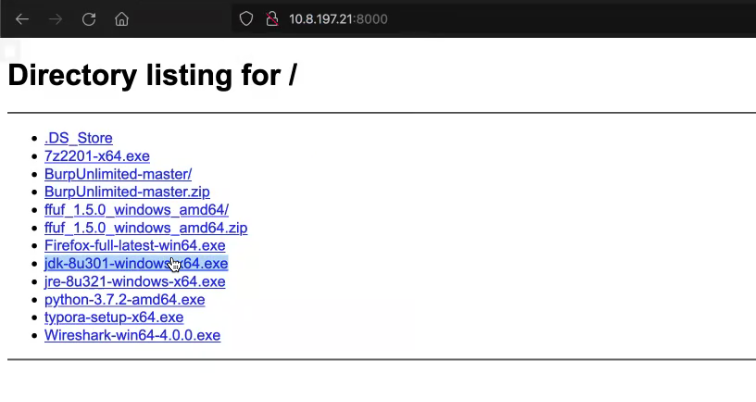 10.8.197.21:8000
Directory listing for /
.DS_Store
7z2201-x64.exe
BurpUnlimited-master/
BurpUnlimited-master.zip
ffuf_1.5.0_windows_amd64/
ffuf_1.5.0_windows_amd64.zip
Firefox-full-latest-win64.exe
jdk-8u301-windows-x64.exe
jre-8u321-windows-x64.exe
python-3.7.2-amd64.exe
typora-setup-x64.exe
Wireshark-win64-4.0.0.exe